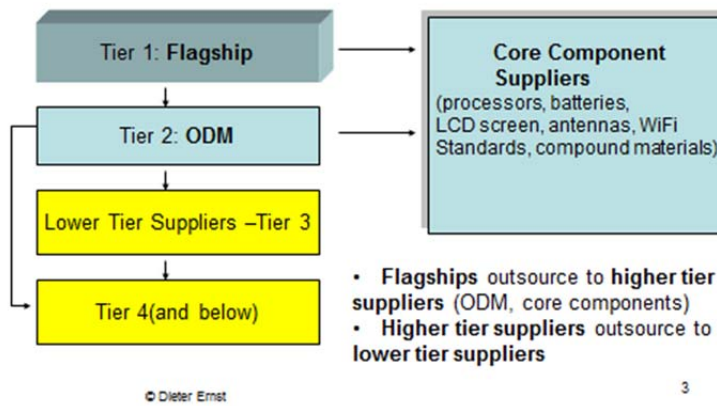 Tier 1: Flagship
Tier 2: ODM
Lower Tier Suppliers –Tier 3
Tier 4(and below)
Core Component
Suppliers
(processors, batteries,
LCD screen, antennas, WiFi
Standards, compound materials)
• Flagships outsource to higher tier
suppliers (ODM, core components)
• Higher tier suppliers outsource to
lower tier suppliers
© Dieter Ernst
3